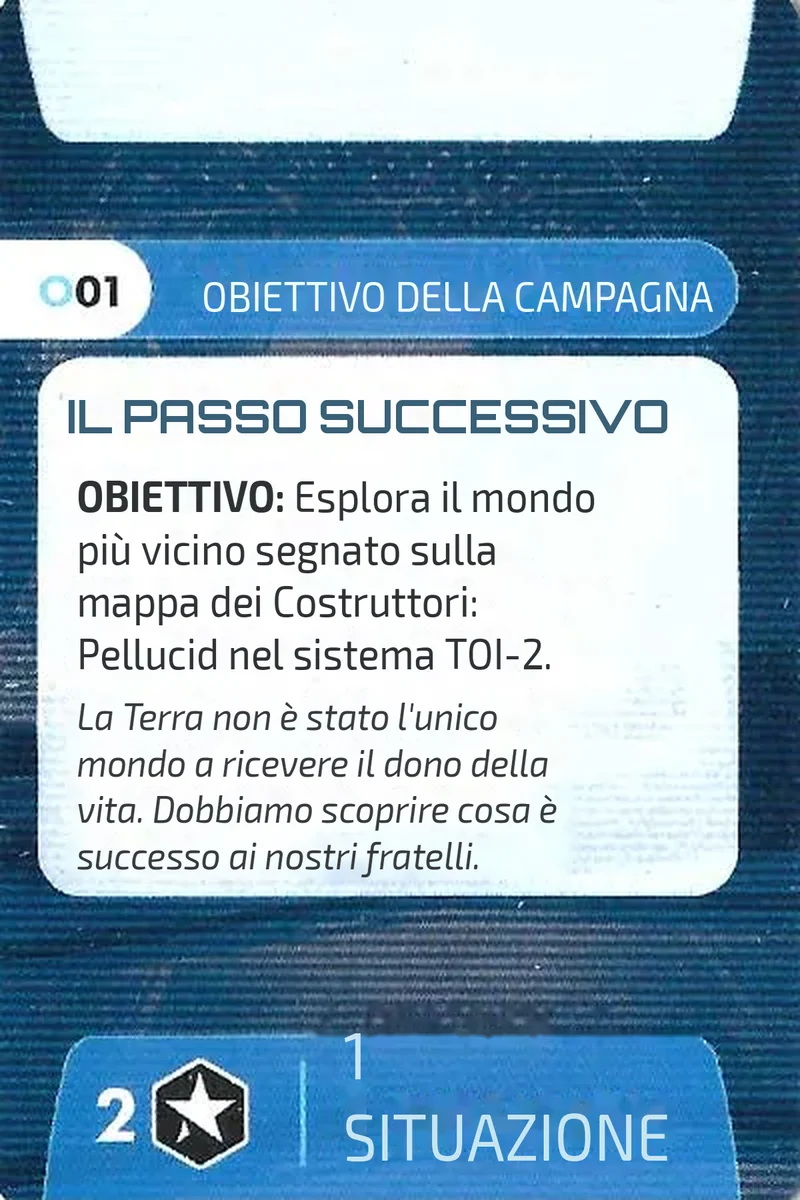 001
OBIETTIVO DELLA CAMPAGNA
IL PASSO SUCCESSIVO
OBIETTIVO: Esplora il mondo
più vicino segnato sulla
mappa dei Costruttori:
Pellucid nel sistema TOI-2.
La Terra non è stato l'unico
mondo a ricevere il dono della
vita. Dobbiamo scoprire cosa è
successo ai nostri fratelli.
1
2
SITUAZIONE